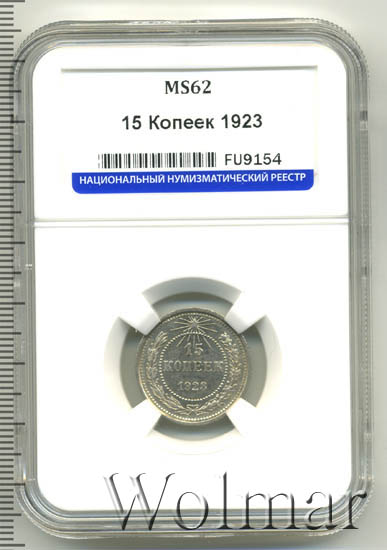 MS62
15 Копеек 1923
FU9154
НАЦИОНАЛЬНЫЙ НУМИЗМАТИЧЕСКИЙ РЕЕСТР
15
КОПЕЕК
1923
Wolmar